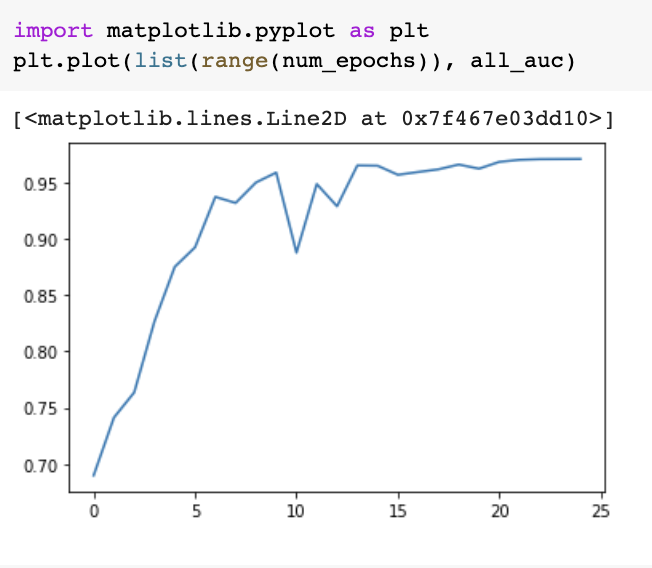 import matplotlib.pyplot as plt
plt.plot(list(range(num_epochs)), all_auc)
[<matplotlib.lines.Line2D at 0x7f467e03dd10>]
0.95
0.90
0.85
0.80
0.75
0.70
0 5 10 15 20 25